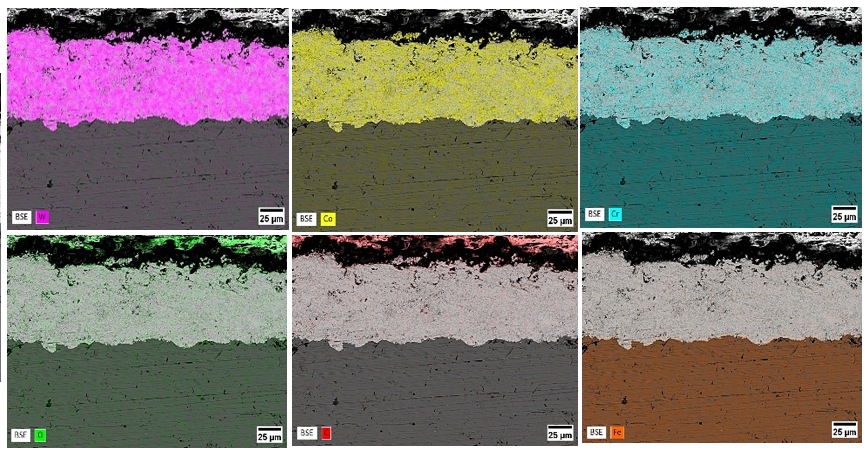 BSE W 25 µm
BSE Co 25 µm
BSE Cr 25 µm
BSE O 25 µm
BSE C 25 µm
BSE Fe 25 µm